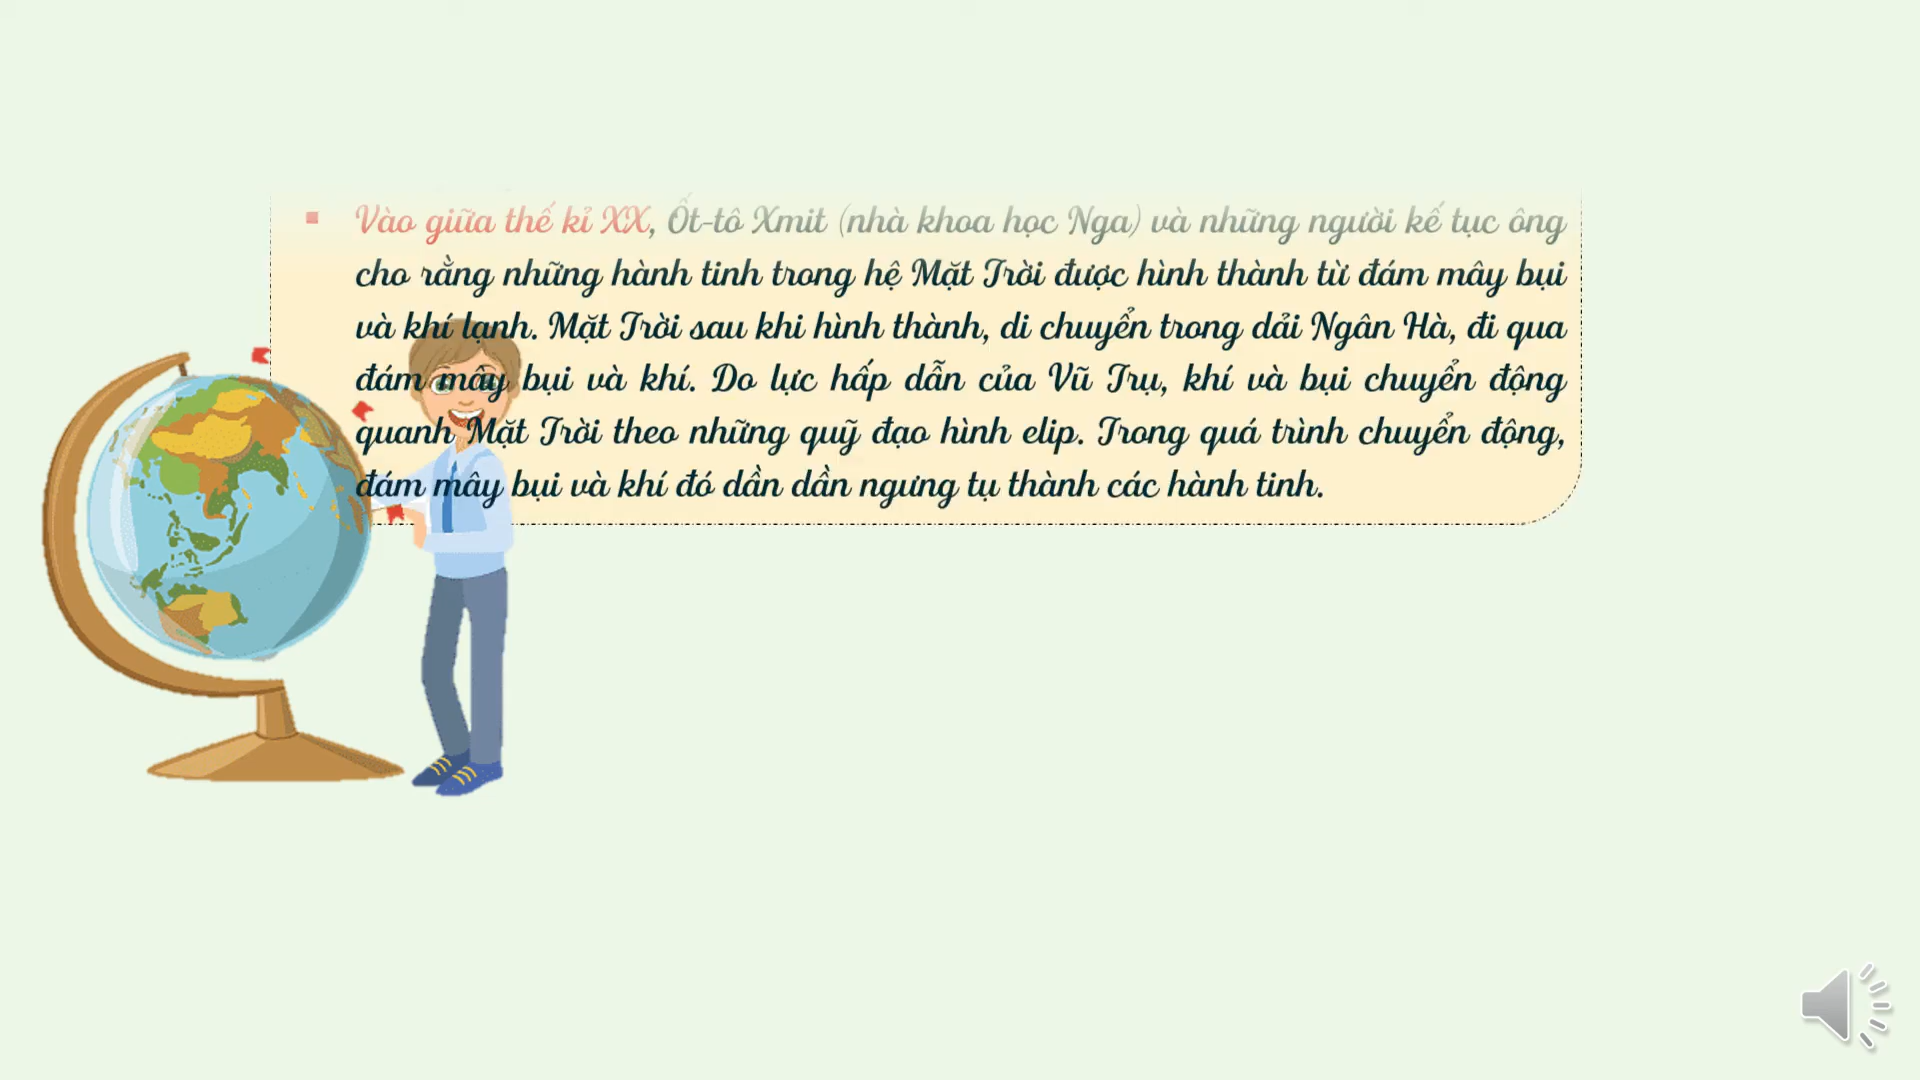 Vào giữa thế kỉ XX, Ốt-tô Xmit (nhà khoa học Nga) và những người kế tục ông
cho rằng những hành tinh trong hệ Mặt Trời được hình thành từ đám mây bụi
và khí lạnh. Mặt Trời sau khi hình thành, di chuyển trong dải Ngân Hà, đi qua
đám mây bụi và khí. Do lực hấp dẫn của Vũ Trụ, khí và bụi chuyển động
quanh Mặt Trời theo những quỹ đạo hình elip. Trong quá trình chuyển động,
đám mây bụi và khí đó dần dần ngưng tụ thành các hành tinh.